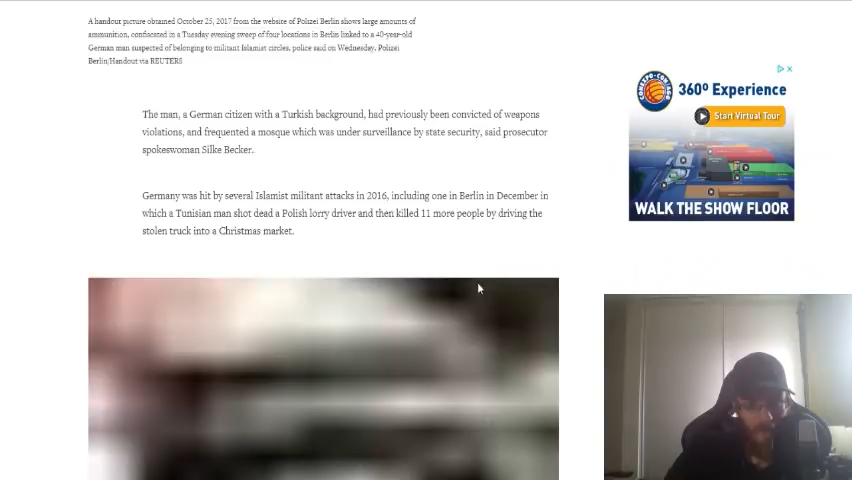 A handout picture obtained October 25, 2017 from the website of Polizei Berlin shows large amounts of
ammunition, confiscated in a Tuesday evening sweep of four locations in Berlin linked to a 40-year-old
German man suspected of belonging to militant Islamist circles, police said on Wednesday. Polizei
Berlin/Handout via REUTERS
The man, a German citizen with a Turkish background, had previously been convicted of weapons
violations, and frequented a mosque which was under surveillance by state security, said prosecutor
spokeswoman Silke Becker.
Germany was hit by several Islamist militant attacks in 2016, including one in Berlin in December in
which a Tunisian man shot dead a Polish lorry driver and then killed 11 more people by driving the
stolen truck into a Christmas market.
CONEXPO-CON/AGG
360º Experience
Start Virtual Tour
WALK THE SHOW FLOOR